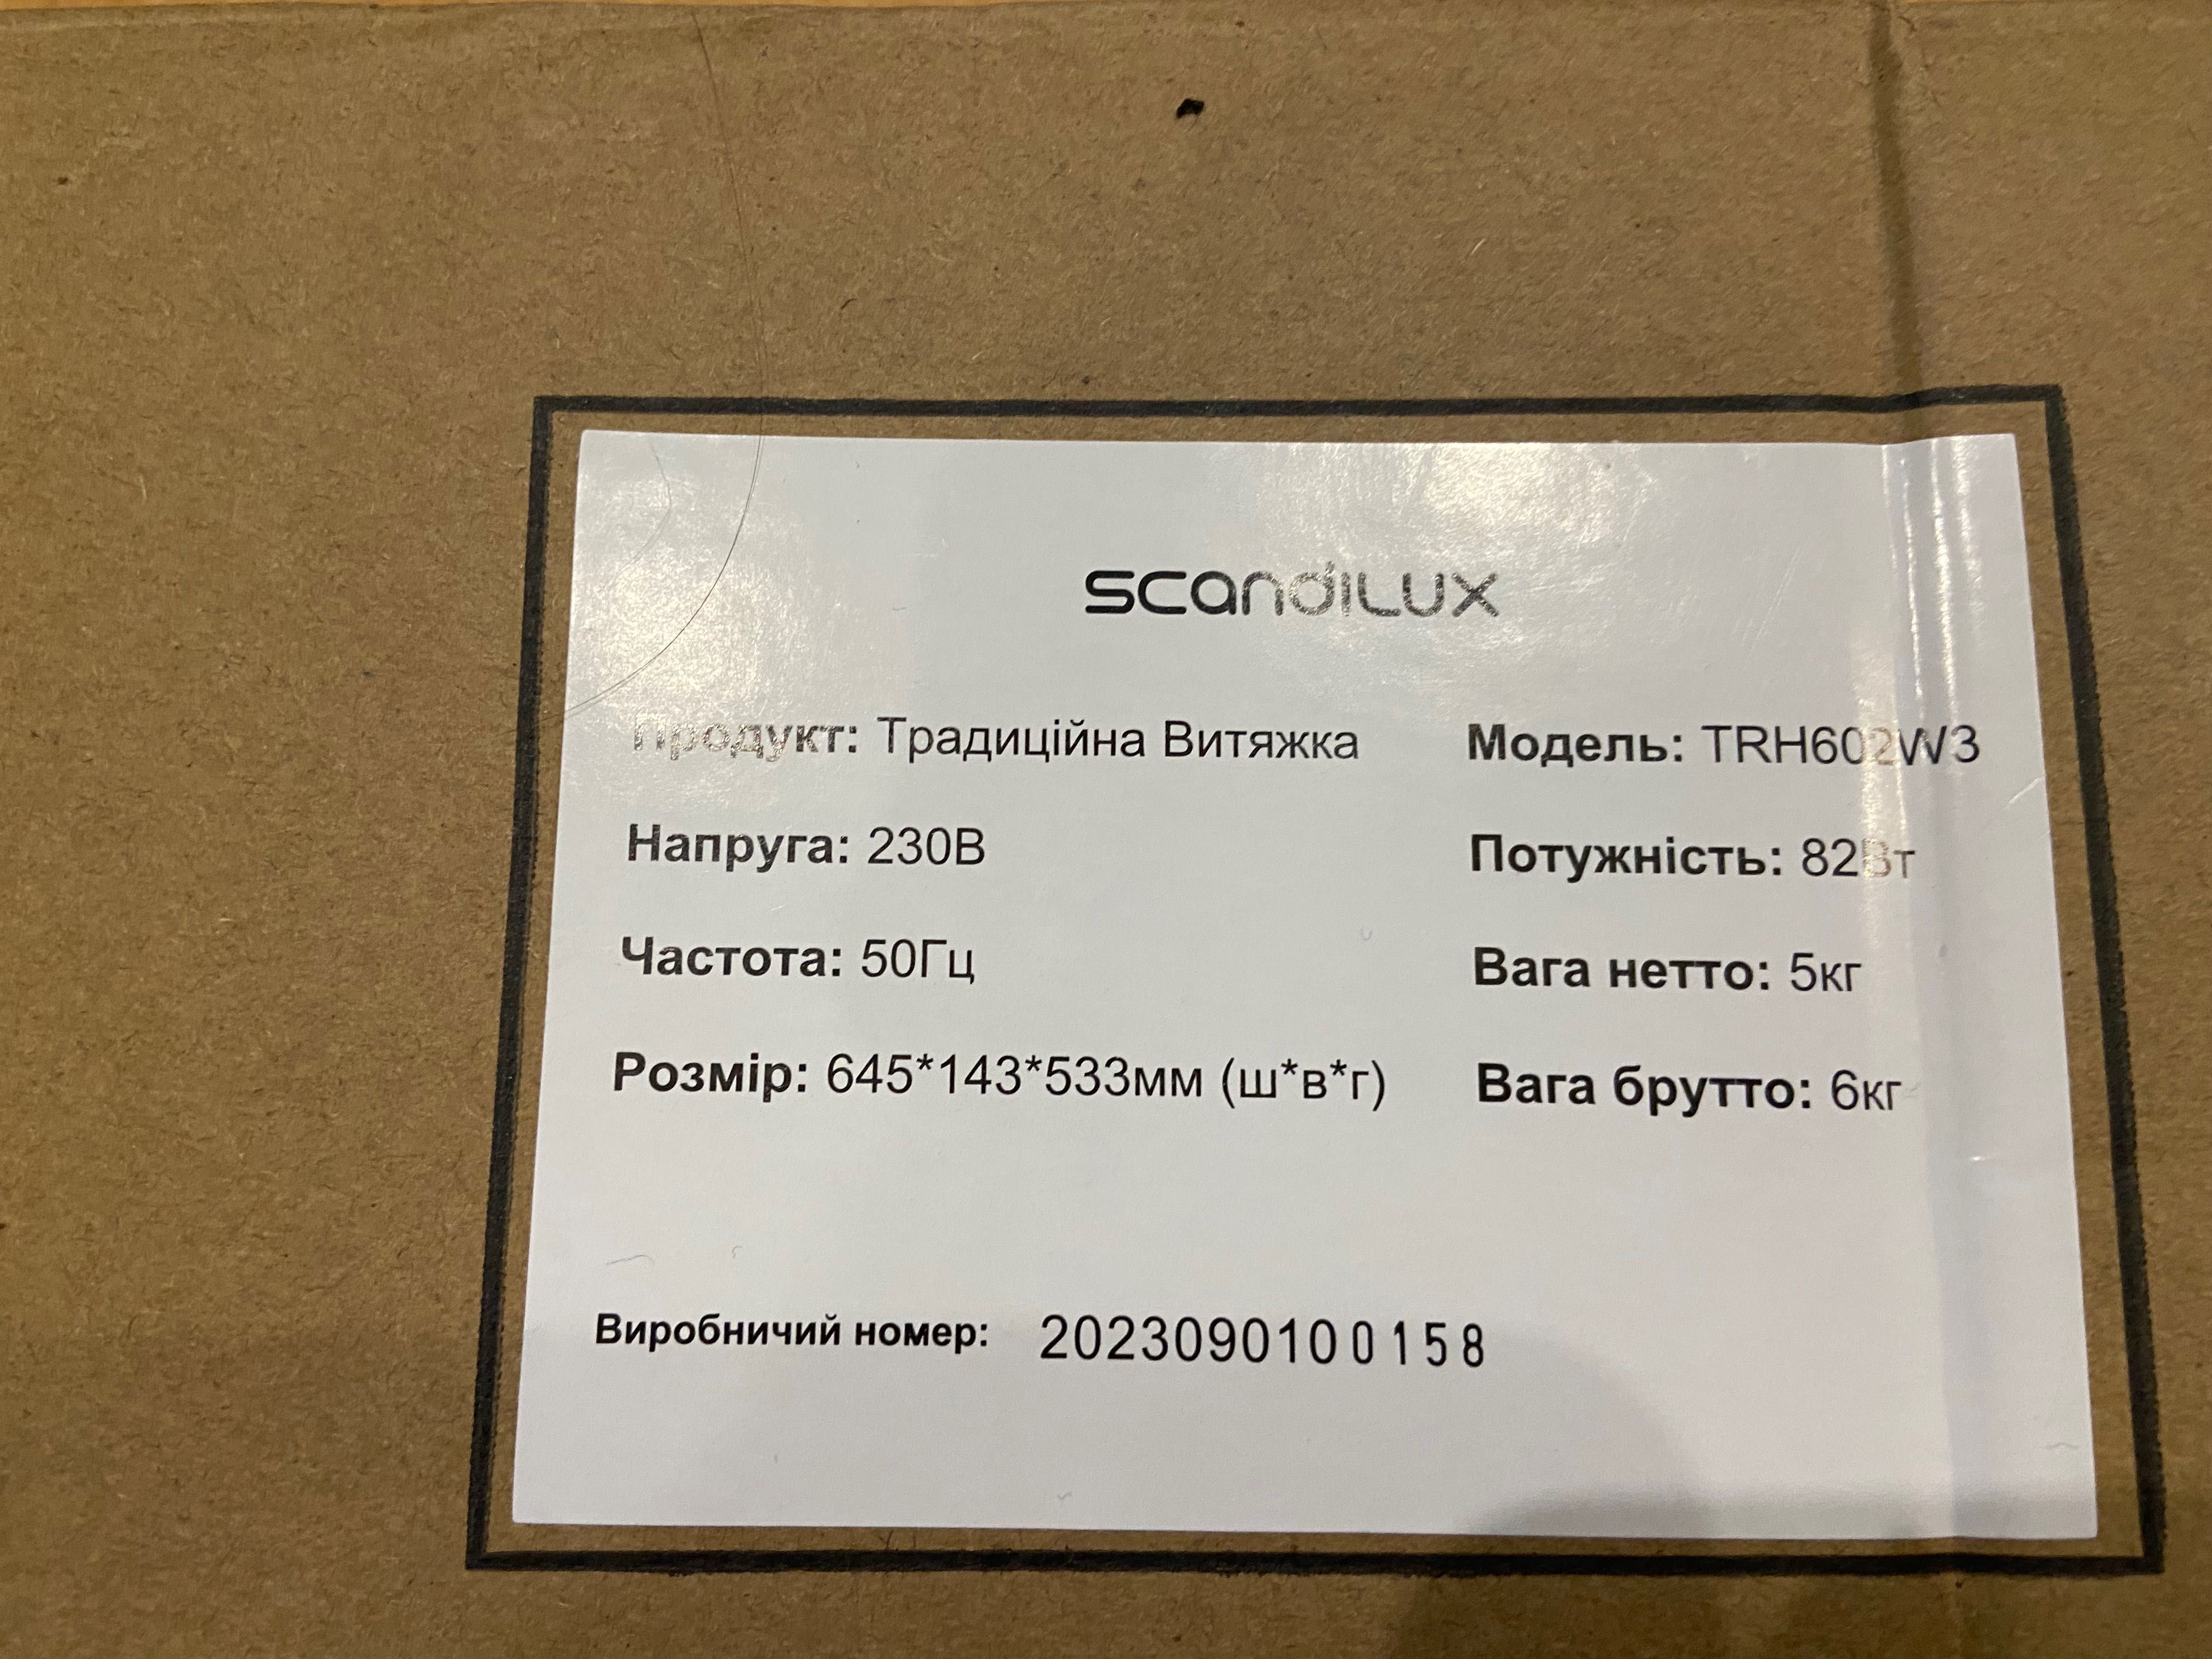 scandiLUX
Продукт: Традиційна Витяжка
Модель: TRH602W3
Напруга: 230В
Потужність: 82Вт
Частота: 50Гц
Вага нетто: 5кг
Розмір: 645*143*533мм (ш*в*г)
Вага брутто: 6кг
Виробничий номер: 2023090100158